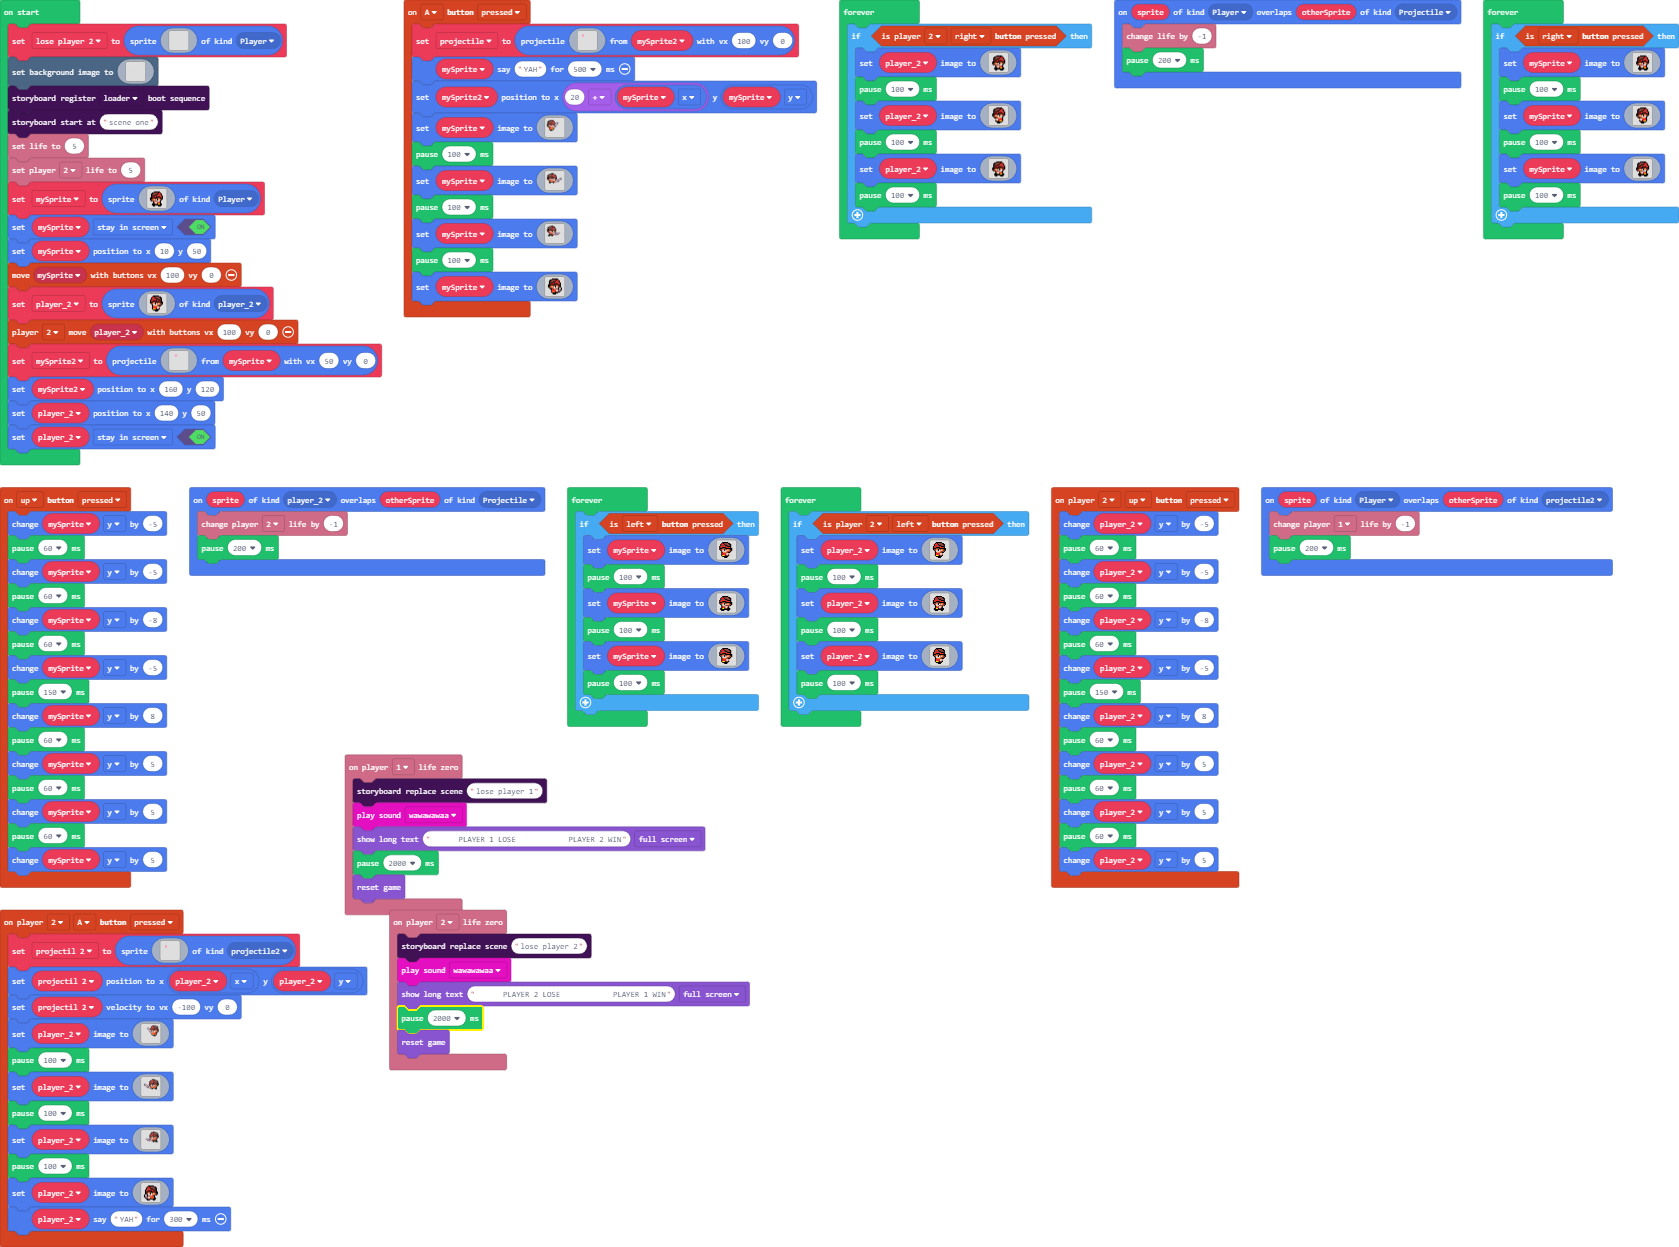 on start
set lose player 2 to sprite of kind Player
set background image to
storyboard register loader boot sequence
storyboard start at "scene one"
set life to 5
set player 2 life to 5
set mySprite to sprite of kind Player
set mySprite stay in screen ON
set mySprite position to x 10 y 50
move mySprite with buttons vx 100 vy 0
set player_2 to sprite of kind player_2
player 2 move player_2 with buttons vx 100 vy 0
set mySprite2 to projectile from mySprite with vx 50 vy 0
set mySprite2 position to x 160 y 120
set player_2 position to x 140 y 50
set player_2 stay in screen ON
on A button pressed
set projectile to projectile from mySprite2 with vx 100 vy 0
mySprite say "YAH" for 500 ms
set mySprite2 position to x 20 + mySprite x y mySprite y
set mySprite image to
pause 100 ms
set mySprite image to
pause 100 ms
set mySprite image to
pause 100 ms
set mySprite image to
forever
if is player 2 right button pressed then
set player_2 image to
pause 100 ms
set player_2 image to
pause 100 ms
set player_2 image to
pause 100 ms
on sprite of kind Player overlaps otherSprite of kind Projectile
change life by -1
pause 200 ms
forever
if is right button pressed then
set mySprite image to
pause 100 ms
set mySprite image to
pause 100 ms
set mySprite image to
pause 100 ms
on up button pressed
change mySprite y by -5
pause 60 ms
change mySprite y by -5
pause 60 ms
change mySprite y by -8
pause 60 ms
change mySprite y by -5
pause 150 ms
change mySprite y by 8
pause 60 ms
change mySprite y by 5
pause 60 ms
change mySprite y by 5
pause 60 ms
change mySprite y by 5
on sprite of kind player_2 overlaps otherSprite of kind Projectile
change player 2 life by -1
pause 200 ms
forever
if is left button pressed then
set mySprite image to
pause 100 ms
set mySprite image to
pause 100 ms
set mySprite image to
pause 100 ms
forever
if is player 2 left button pressed then
set player_2 image to
pause 100 ms
set player_2 image to
pause 100 ms
set player_2 image to
pause 100 ms
on player 2 up button pressed
change player_2 y by -5
pause 60 ms
change player_2 y by -5
pause 60 ms
change player_2 y by -8
pause 60 ms
change player_2 y by -5
pause 150 ms
change player_2 y by 8
pause 60 ms
change player_2 y by 5
pause 60 ms
change player_2 y by 5
pause 60 ms
change player_2 y by 5
on sprite of kind Player overlaps otherSprite of kind projectile2
change player 1 life by -1
pause 200 ms
on player 1 life zero
storyboard replace scene "lose player 1"
play sound wawawawaa
show long text " PLAYER 1 LOSE PLAYER 2 WIN" full screen
pause 2000 ms
reset game
on player 2 life zero
storyboard replace scene "lose player 2"
play sound wawawawaa
show long text " PLAYER 2 LOSE PLAYER 1 WIN" full screen
pause 2000 ms
reset game
on player 2 A button pressed
set projectil 2 to sprite of kind projectile2
set projectil 2 position to x player_2 x y player_2 y
set projectil 2 velocity to vx -100 vy 0
set player_2 image to
pause 100 ms
set player_2 image to
pause 100 ms
set player_2 image to
pause 100 ms
set player_2 image to
player_2 say "YAH" for 300 ms